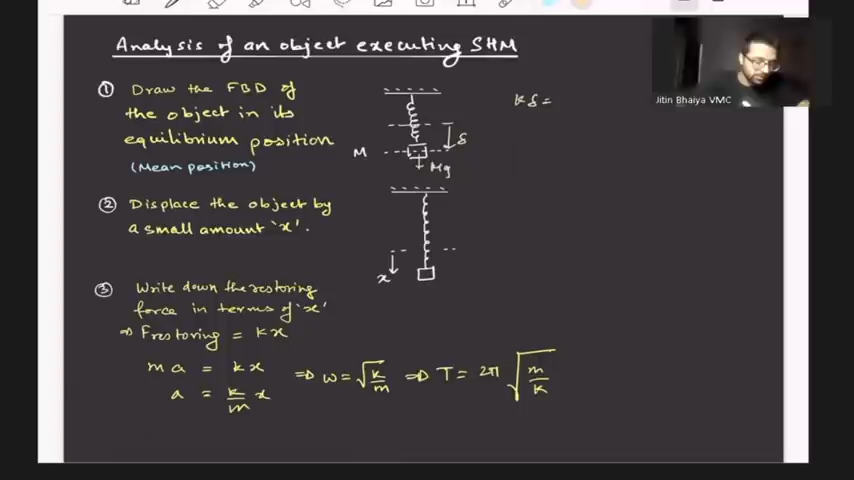 Analysis of an object executing SHM
① Draw the FBD of
the object in its
equilibrium position
(Mean position)
② Displace the object by
a small amount 'x'.
③ Write down the restoring
force in terms of 'x'
⇒ Frestoring = kx
ma = kx ⇒ ω = √k/m ⇒ T = 2π √m/k
a = k/m x
kδ =
δ
M
Mg
x
Jitin Bhaiya VMC